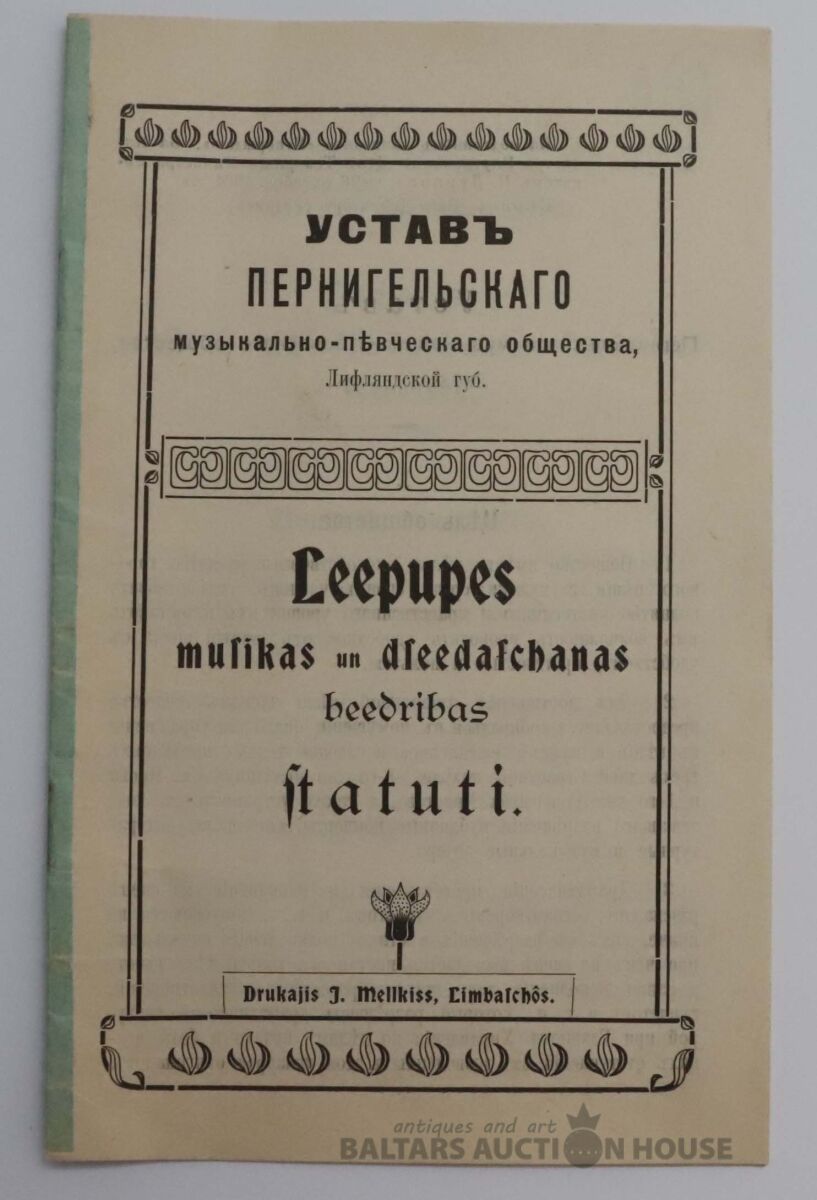 УСТАВЪ
ПЕРНИГЕЛЬСКАГО
музыкально-пѣвческаго общества,
Лифляндской губ.
Leepupes
muſikas un dſeedaſchanas
beedribas
ſtatuti.
Drukajis J. Mellkiss, Limbaſchôs.
antiques and art
BALTARS AUCTION HOUSE